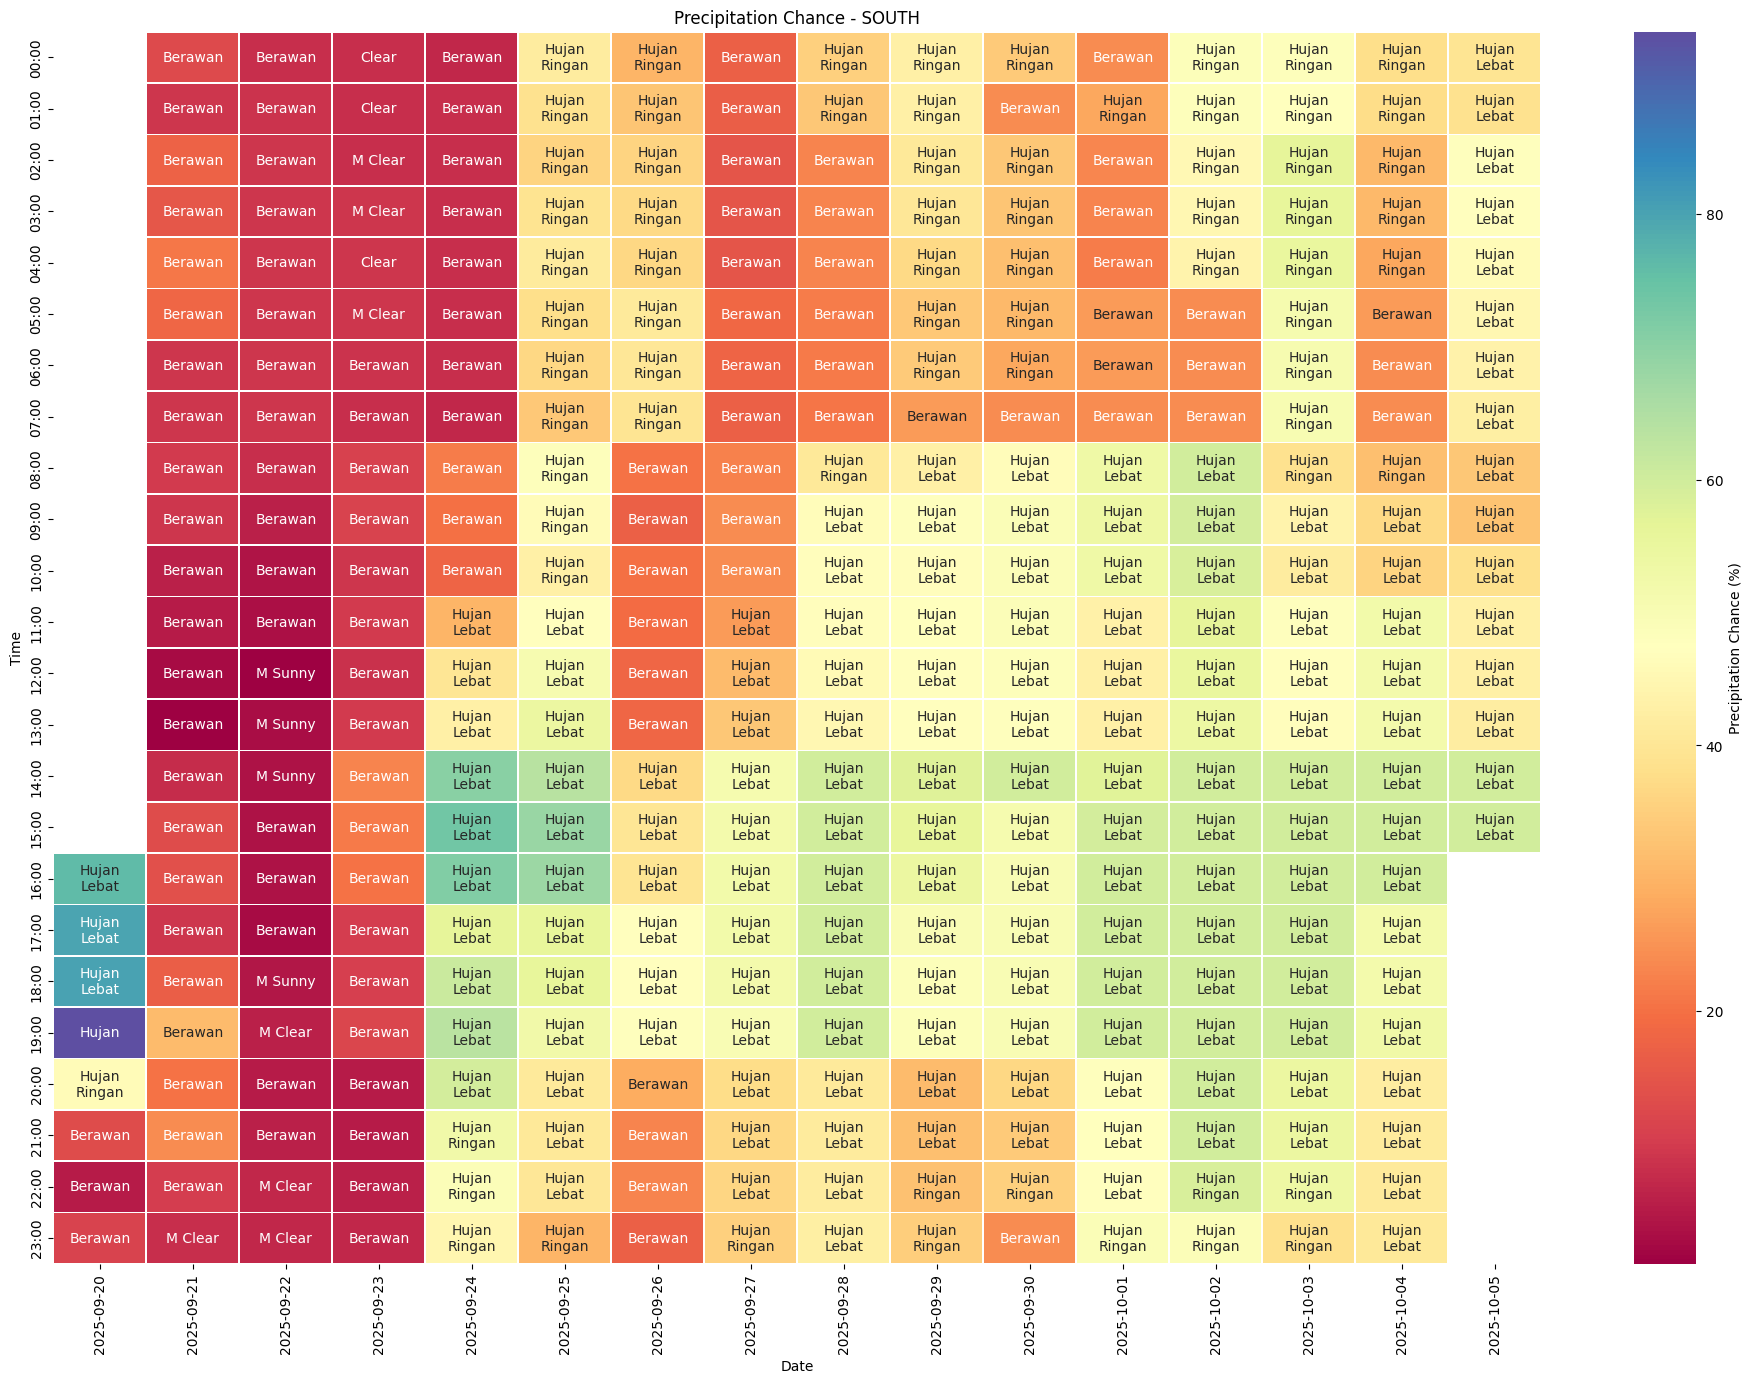 Precipitation Chance - SOUTH
00:00 Berawan Berawan Clear Berawan Hujan Ringan Hujan Ringan Berawan Hujan Ringan Hujan Ringan Hujan Ringan Berawan Hujan Ringan Hujan Ringan Hujan Ringan Hujan Lebat
01:00 Berawan Berawan Clear Berawan Hujan Ringan Hujan Ringan Berawan Hujan Ringan Hujan Ringan Berawan Hujan Ringan Hujan Ringan Hujan Ringan Hujan Ringan Hujan Lebat
02:00 Berawan Berawan M Clear Berawan Hujan Ringan Hujan Ringan Berawan Berawan Hujan Ringan Hujan Ringan Berawan Hujan Ringan Hujan Ringan Hujan Ringan Hujan Lebat
03:00 Berawan Berawan M Clear Berawan Hujan Ringan Hujan Ringan Berawan Berawan Hujan Ringan Hujan Ringan Berawan Hujan Ringan Hujan Ringan Hujan Ringan Hujan Lebat
04:00 Berawan Berawan Clear Berawan Hujan Ringan Hujan Ringan Berawan Berawan Hujan Ringan Hujan Ringan Berawan Hujan Ringan Hujan Ringan Hujan Ringan Hujan Lebat
05:00 Berawan Berawan M Clear Berawan Hujan Ringan Hujan Ringan Berawan Berawan Hujan Ringan Hujan Ringan Berawan Berawan Hujan Ringan Berawan Hujan Lebat
06:00 Berawan Berawan Berawan Berawan Hujan Ringan Hujan Ringan Berawan Berawan Hujan Ringan Hujan Ringan Berawan Berawan Hujan Ringan Berawan Hujan Lebat
07:00 Berawan Berawan Berawan Berawan Hujan Ringan Hujan Ringan Berawan Berawan Berawan Berawan Berawan Berawan Hujan Ringan Berawan Hujan Lebat
08:00 Berawan Berawan Berawan Berawan Hujan Ringan Berawan Berawan Hujan Ringan Hujan Lebat Hujan Lebat Hujan Lebat Hujan Lebat Hujan Ringan Hujan Ringan Hujan Lebat
09:00 Berawan Berawan Berawan Berawan Hujan Ringan Berawan Berawan Hujan Lebat Hujan Lebat Hujan Lebat Hujan Lebat Hujan Lebat Hujan Lebat Hujan Lebat Hujan Lebat
10:00 Berawan Berawan Berawan Berawan Hujan Ringan Berawan Berawan Hujan Lebat Hujan Lebat Hujan Lebat Hujan Lebat Hujan Lebat Hujan Lebat Hujan Lebat Hujan Lebat
11:00 Berawan Berawan Berawan Hujan Lebat Hujan Lebat Berawan Hujan Lebat Hujan Lebat Hujan Lebat Hujan Lebat Hujan Lebat Hujan Lebat Hujan Lebat Hujan Lebat Hujan Lebat
12:00 Berawan M Sunny Berawan Hujan Lebat Hujan Lebat Berawan Hujan Lebat Hujan Lebat Hujan Lebat Hujan Lebat Hujan Lebat Hujan Lebat Hujan Lebat Hujan Lebat Hujan Lebat
13:00 Berawan M Sunny Berawan Hujan Lebat Hujan Lebat Berawan Hujan Lebat Hujan Lebat Hujan Lebat Hujan Lebat Hujan Lebat Hujan Lebat Hujan Lebat Hujan Lebat Hujan Lebat
14:00 Berawan M Sunny Berawan Hujan Lebat Hujan Lebat Hujan Lebat Hujan Lebat Hujan Lebat Hujan Lebat Hujan Lebat Hujan Lebat Hujan Lebat Hujan Lebat Hujan Lebat Hujan Lebat
15:00 Berawan Berawan Berawan Hujan Lebat Hujan Lebat Hujan Lebat Hujan Lebat Hujan Lebat Hujan Lebat Hujan Lebat Hujan Lebat Hujan Lebat Hujan Lebat Hujan Lebat Hujan Lebat
16:00 Hujan Lebat Berawan Berawan Berawan Hujan Lebat Hujan Lebat Hujan Lebat Hujan Lebat Hujan Lebat Hujan Lebat Hujan Lebat Hujan Lebat Hujan Lebat Hujan Lebat Hujan Lebat
17:00 Hujan Lebat Berawan Berawan Berawan Hujan Lebat Hujan Lebat Hujan Lebat Hujan Lebat Hujan Lebat Hujan Lebat Hujan Lebat Hujan Lebat Hujan Lebat Hujan Lebat Hujan Lebat
18:00 Hujan Lebat Berawan M Sunny Berawan Hujan Lebat Hujan Lebat Hujan Lebat Hujan Lebat Hujan Lebat Hujan Lebat Hujan Lebat Hujan Lebat Hujan Lebat Hujan Lebat Hujan Lebat
19:00 Hujan Berawan M Clear Berawan Hujan Lebat Hujan Lebat Hujan Lebat Hujan Lebat Hujan Lebat Hujan Lebat Hujan Lebat Hujan Lebat Hujan Lebat Hujan Lebat Hujan Lebat
20:00 Hujan Ringan Berawan Berawan Berawan Hujan Lebat Hujan Lebat Berawan Hujan Lebat Hujan Lebat Hujan Lebat Hujan Lebat Hujan Lebat Hujan Lebat Hujan Lebat Hujan Lebat
21:00 Berawan Berawan Berawan Berawan Hujan Ringan Hujan Lebat Berawan Hujan Lebat Hujan Lebat Hujan Lebat Hujan Lebat Hujan Lebat Hujan Lebat Hujan Lebat Hujan Lebat
22:00 Berawan Berawan M Clear Berawan Hujan Ringan Hujan Lebat Berawan Hujan Lebat Hujan Lebat Hujan Ringan Hujan Ringan Hujan Lebat Hujan Ringan Hujan Ringan Hujan Lebat
23:00 Berawan M Clear M Clear Berawan Hujan Ringan Hujan Ringan Berawan Hujan Ringan Hujan Lebat Hujan Ringan Berawan Hujan Ringan Hujan Ringan Hujan Ringan Hujan Lebat
Time
2025-09-20 2025-09-21 2025-09-22 2025-09-23 2025-09-24 2025-09-25 2025-09-26 2025-09-27 2025-09-28 2025-09-29 2025-09-30 2025-10-01 2025-10-02 2025-10-03 2025-10-04 2025-10-05
Date
80
60
40
20
Precipitation Chance (%)